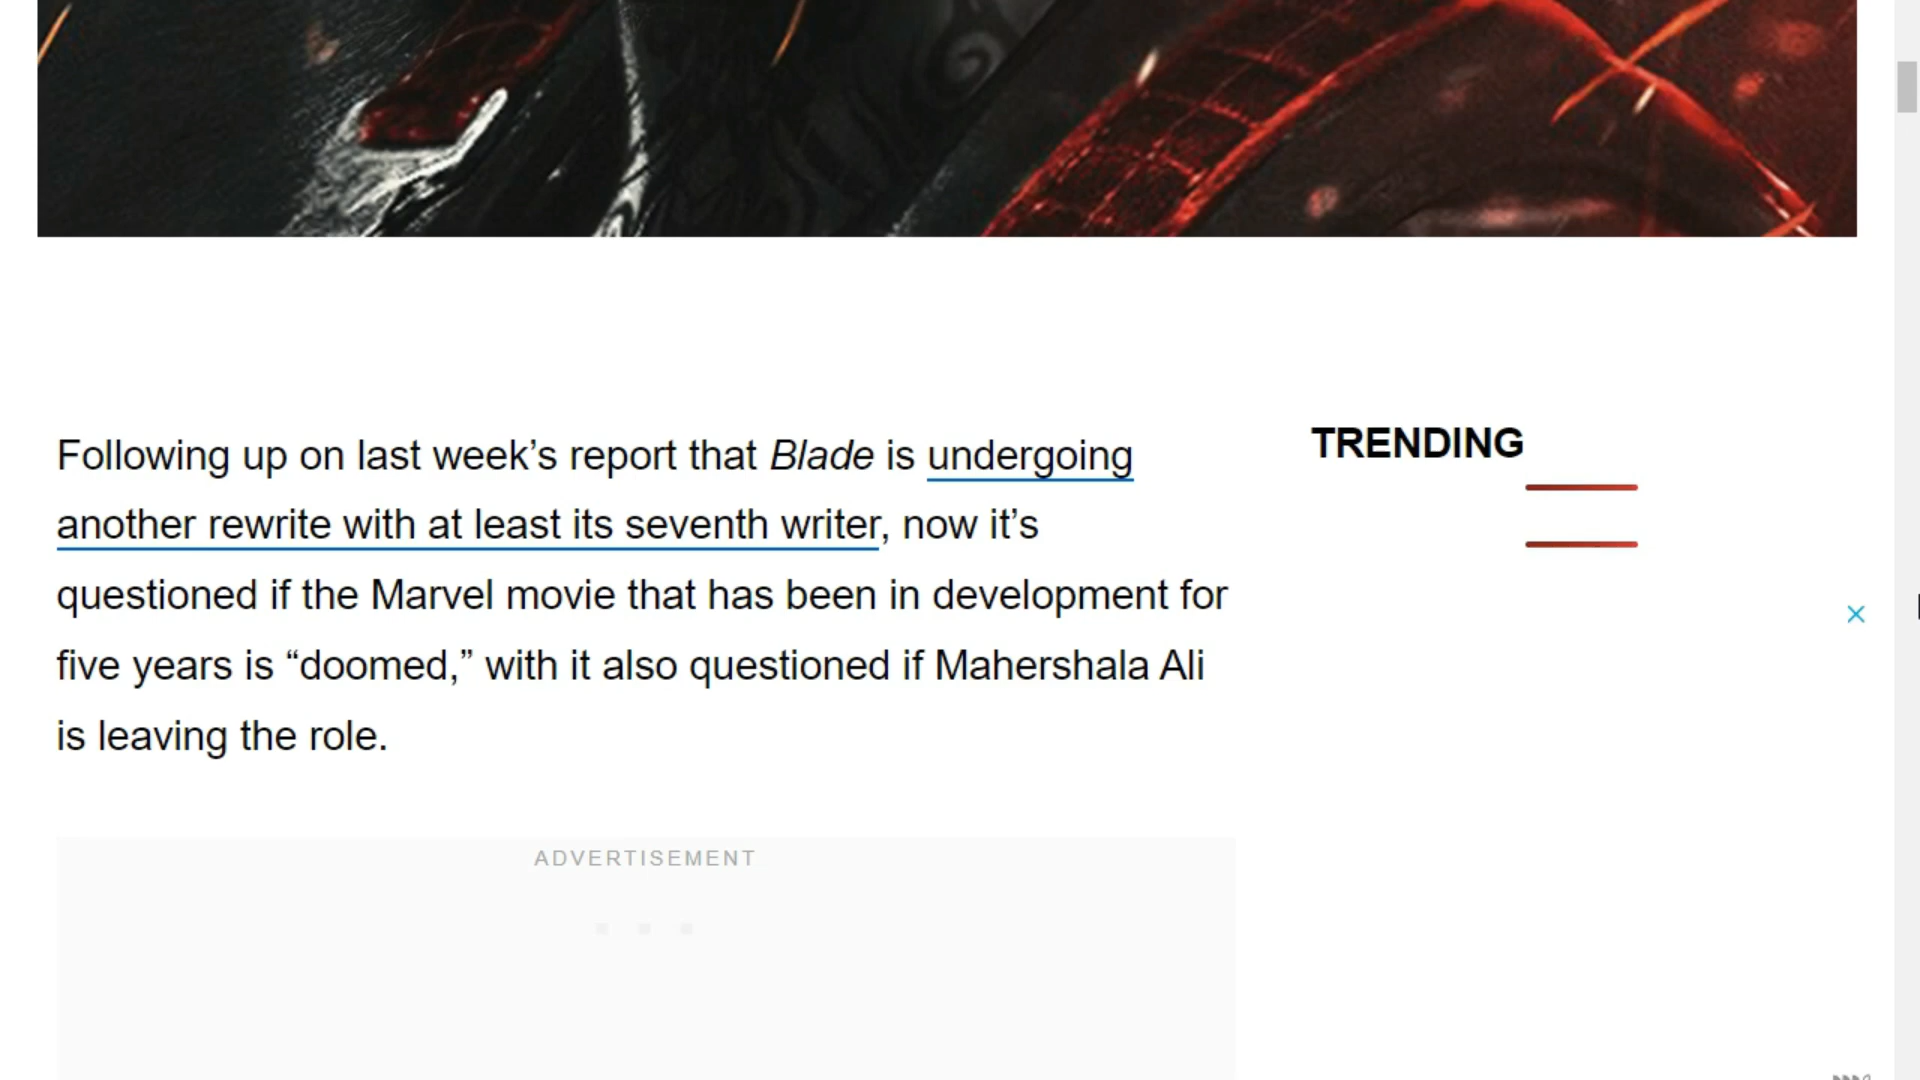 Following up on last week’s report that Blade is undergoing
another rewrite with at least its seventh writer, now it’s
questioned if the Marvel movie that has been in development for
five years is “doomed,” with it also questioned if Mahershala Ali
is leaving the role.
TRENDING
ADVERTISEMENT